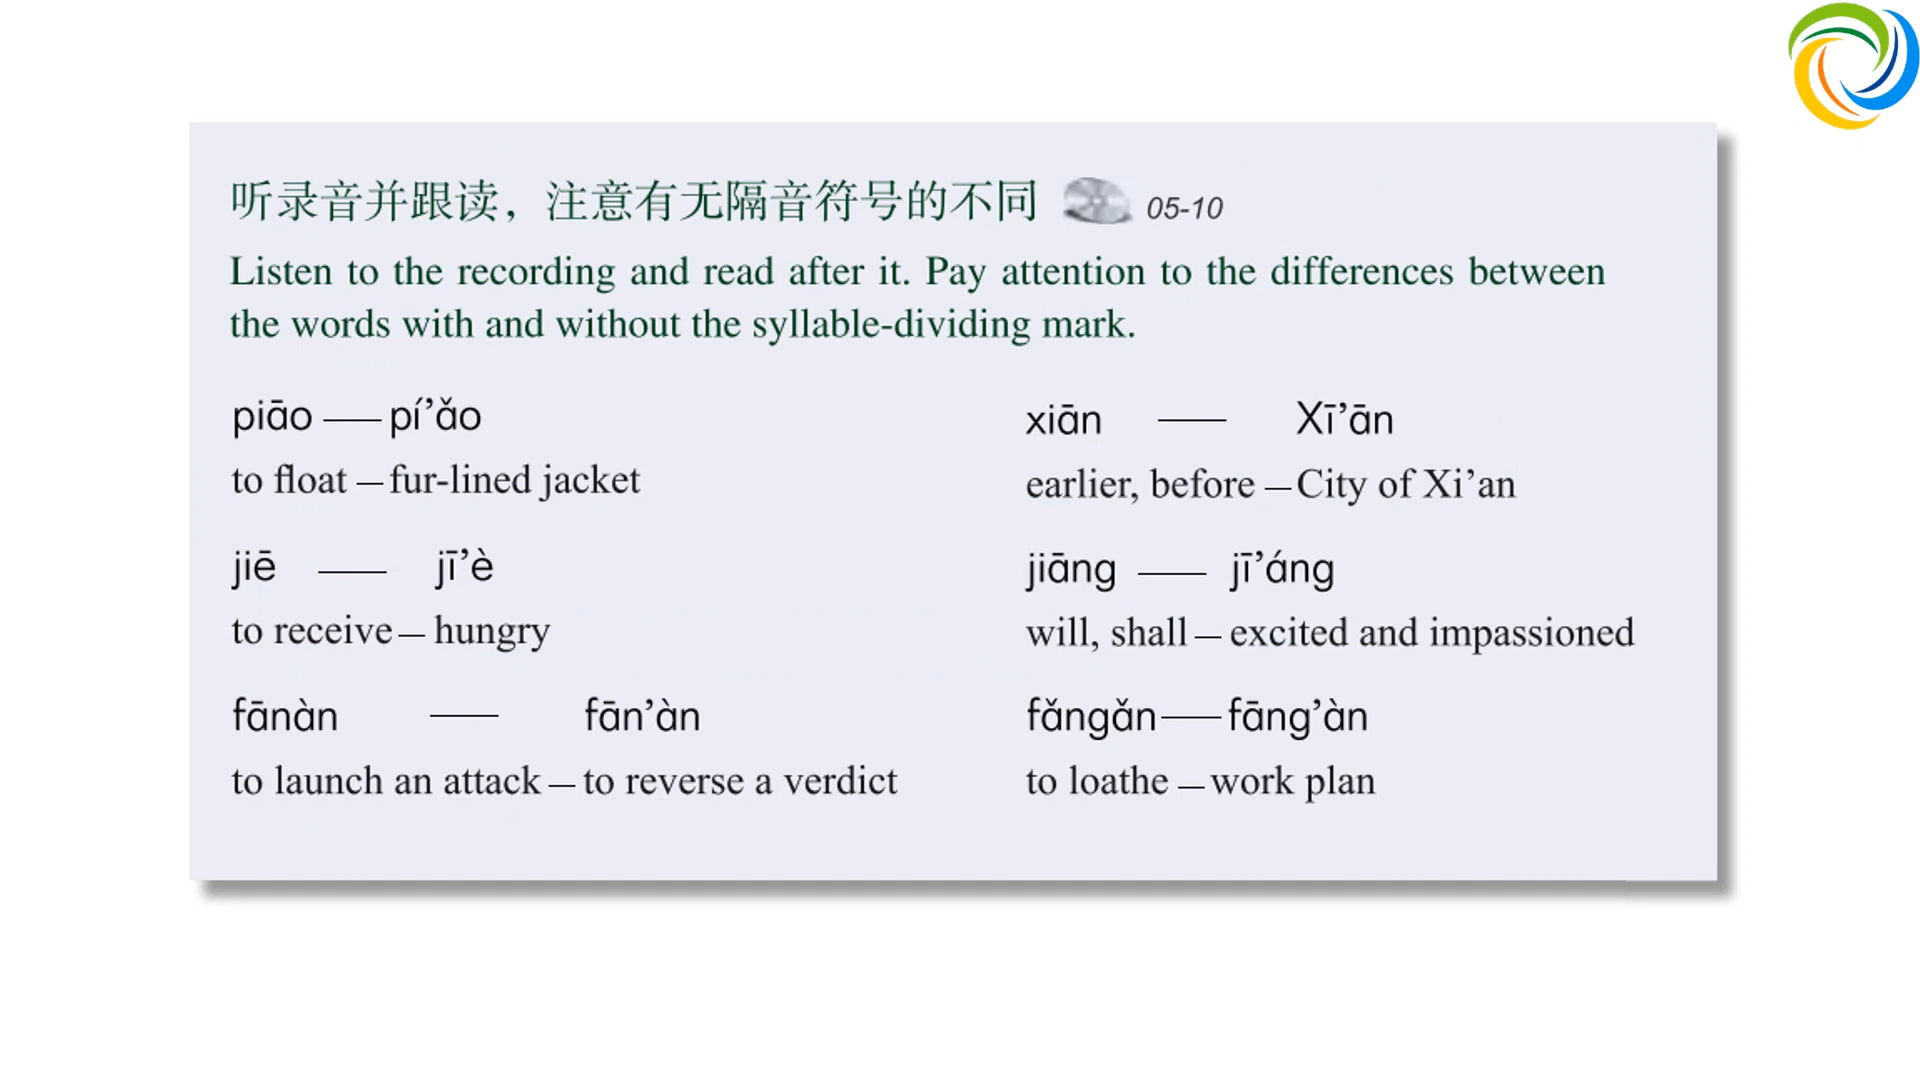 听录音并跟读，注意有无隔音符号的不同 05-10
Listen to the recording and read after it. Pay attention to the differences between
the words with and without the syllable-dividing mark.
piāo — pí’ǎo
to float — fur-lined jacket
xiān — Xī’ān
earlier, before — City of Xi’an
jiē — jī’è
to receive — hungry
jiāng — jī’áng
will, shall — excited and impassioned
fānàn — fān’àn
to launch an attack — to reverse a verdict
fǎngǎn — fāng’àn
to loathe — work plan